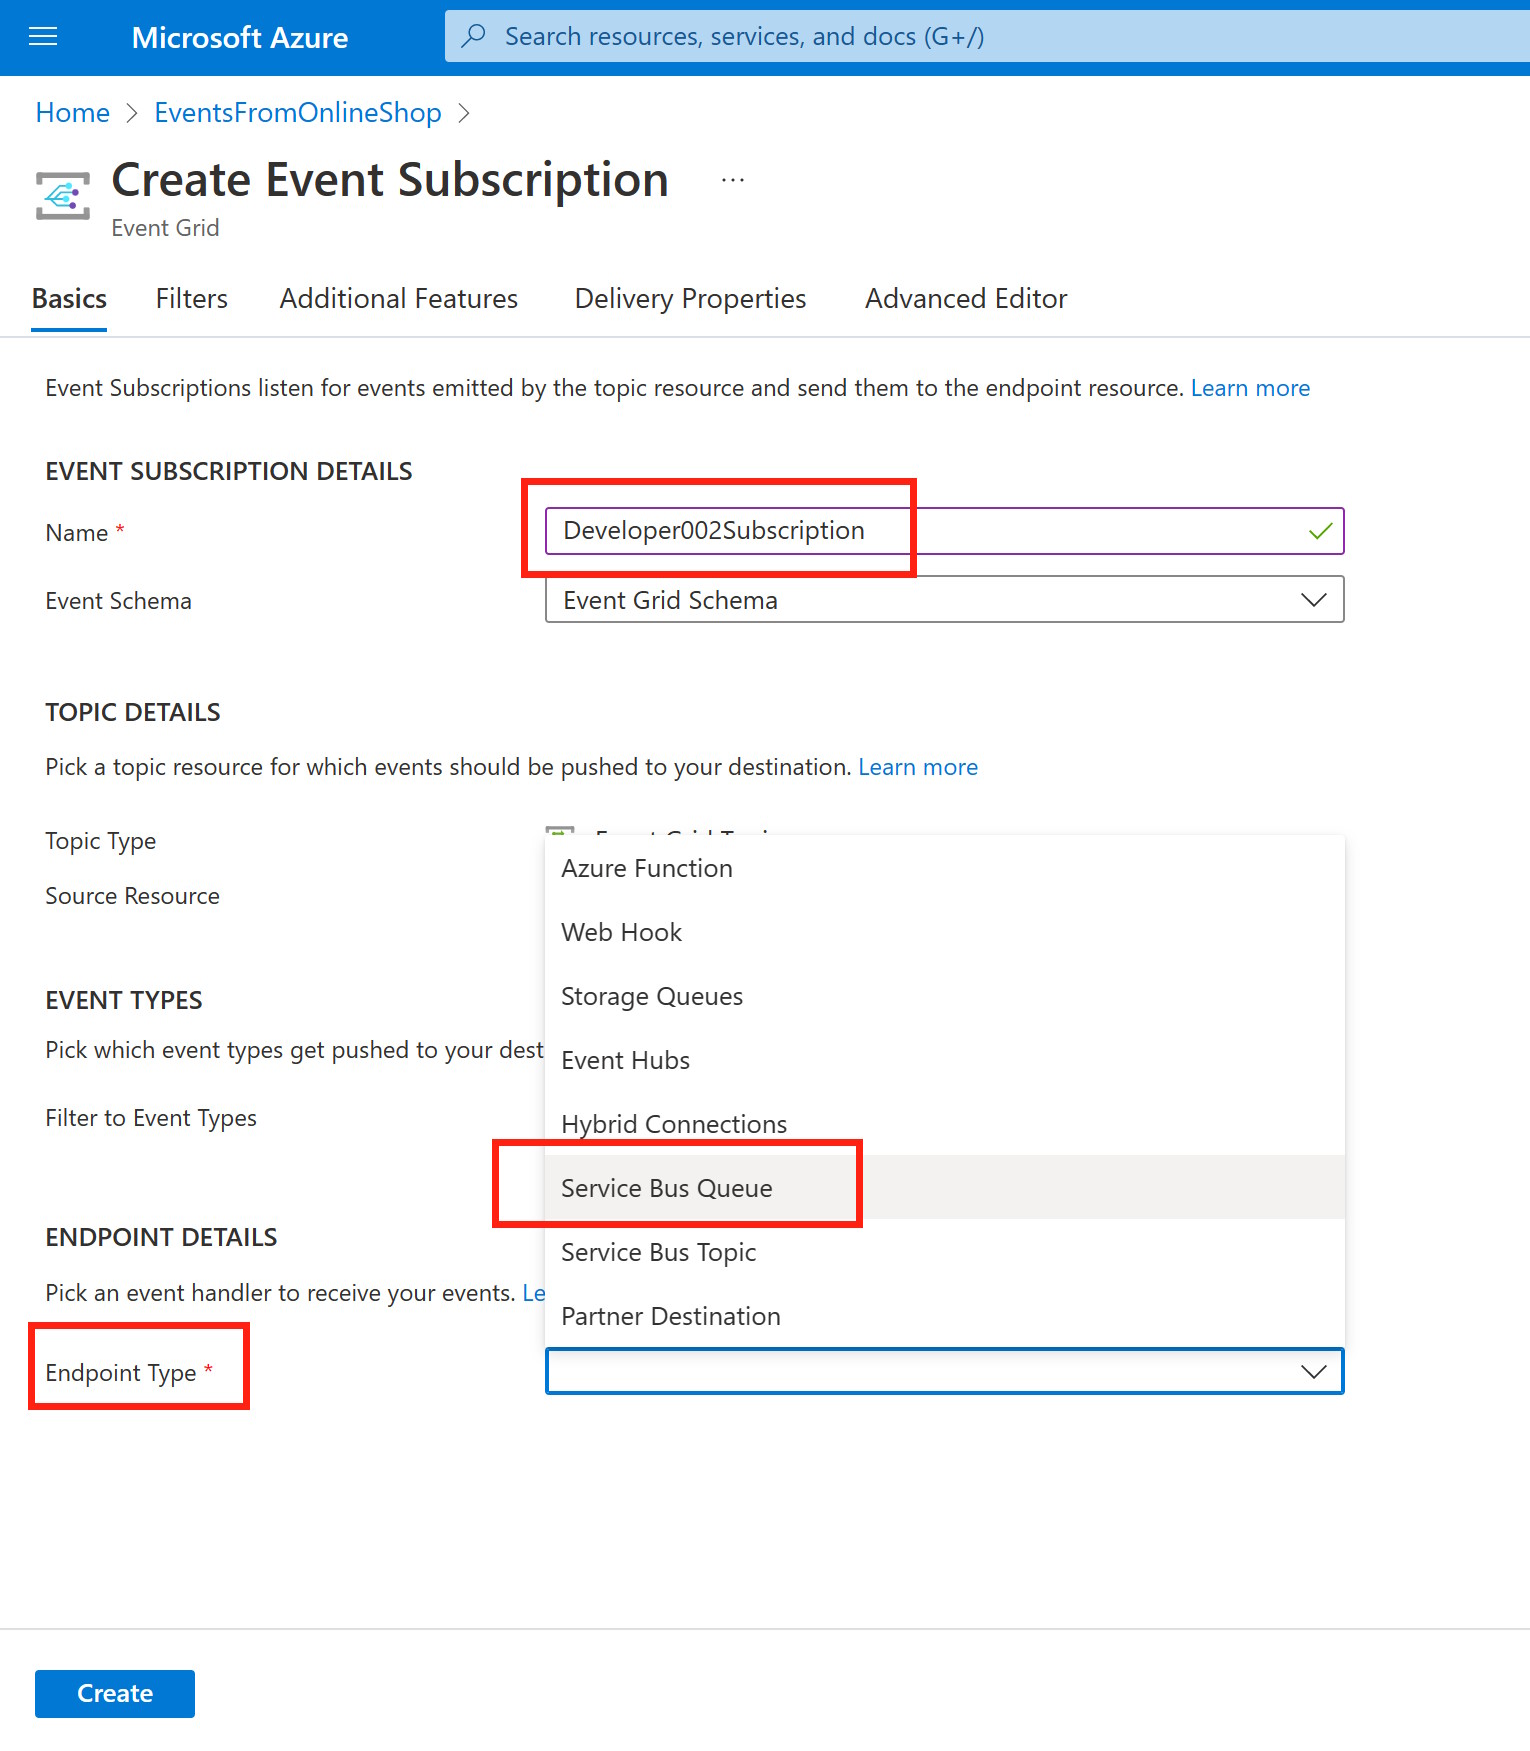 Microsoft Azure
Search resources, services, and docs (G+/)
Home > EventsFromOnlineShop >
Create Event Subscription ...
Event Grid
Basics Filters Additional Features Delivery Properties Advanced Editor
Event Subscriptions listen for events emitted by the topic resource and send them to the endpoint resource. Learn more
EVENT SUBSCRIPTION DETAILS
Name * Developer002Subscription
Event Schema Event Grid Schema
TOPIC DETAILS
Pick a topic resource for which events should be pushed to your destination. Learn more
Topic Type
Azure Function
Source Resource
Web Hook
Storage Queues
EVENT TYPES
Pick which event types get pushed to your dest
Event Hubs
Filter to Event Types
Hybrid Connections
Service Bus Queue
ENDPOINT DETAILS
Service Bus Topic
Pick an event handler to receive your events. Le
Partner Destination
Endpoint Type *
Create